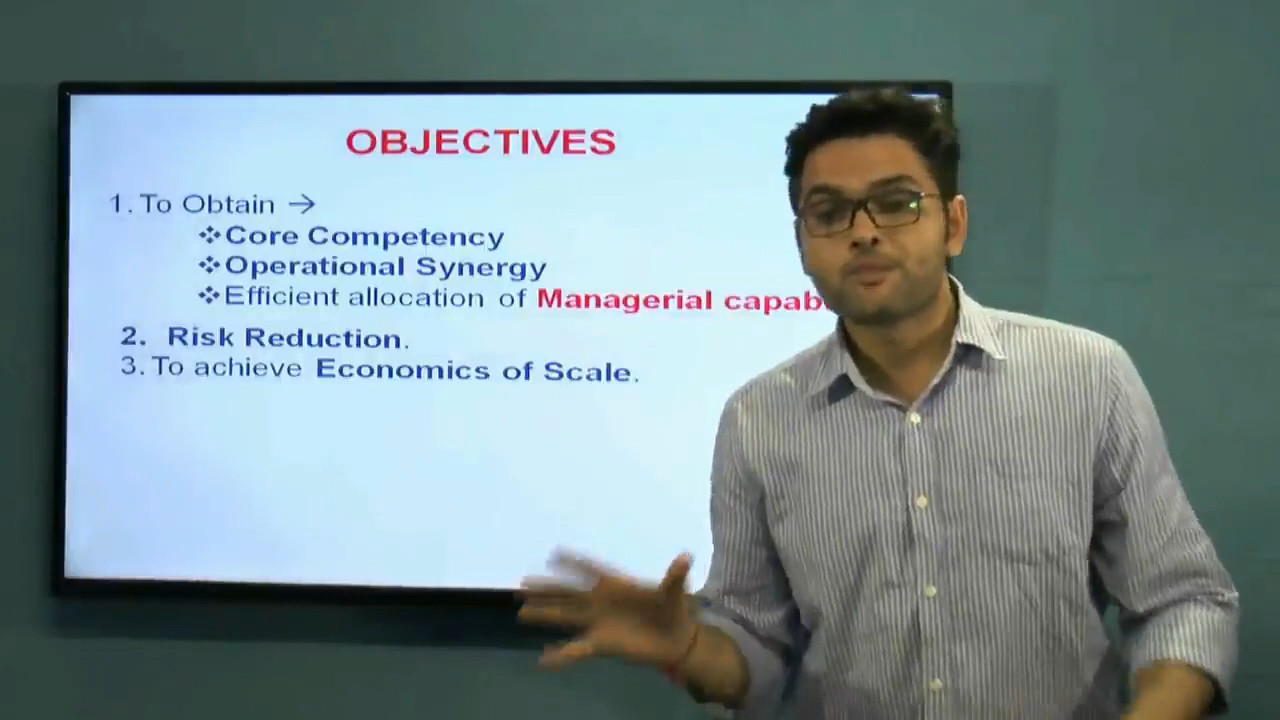 OBJECTIVES
1. To Obtain →
❖Core Competency
❖Operational Synergy
❖Efficient allocation of Managerial
2. Risk Reduction.
3. To achieve Economics of Scale.